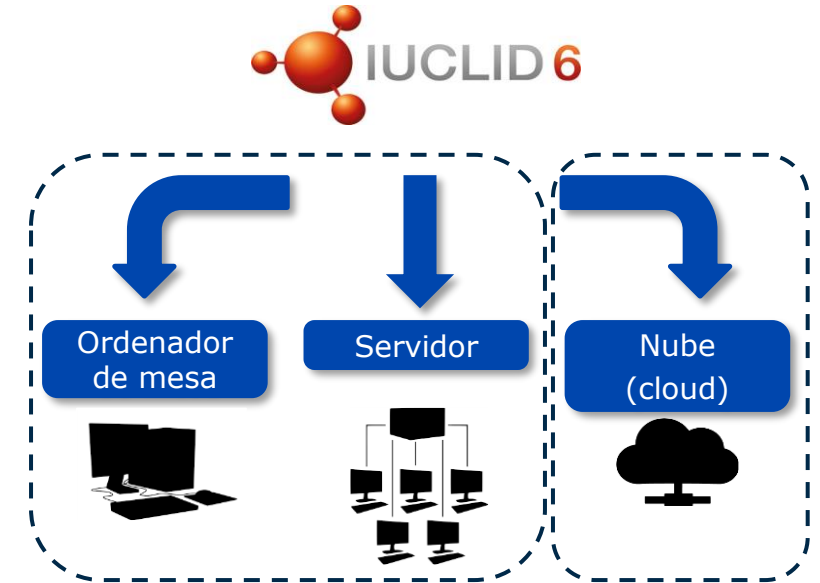 IUCLID 6
Ordenador
de mesa
Servidor
Nube
(cloud)